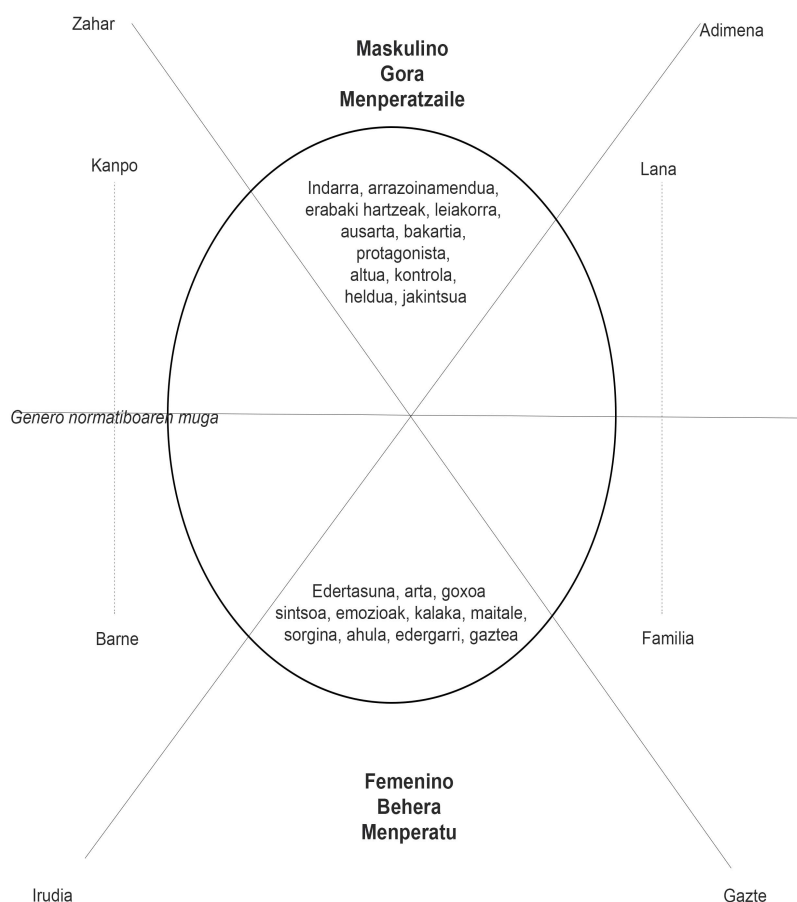 Zahar
Adimena
Maskulino
Gora
Menperatzaile
Kanpo
Lana
Indarra, arrazoinamendua,
erabaki hartzeak, leiakorra,
ausarta, bakartia,
protagonista,
altua, kontrola,
heldua, jakintsua
Genero normatiboaren muga
Edertasuna, arta, goxoa
sintsoa, emozioak, kalaka, maitale,
sorgina, ahula, edergarri, gaztea
Barne
Familia
Femenino
Behera
Menperatu
Irudia
Gazte